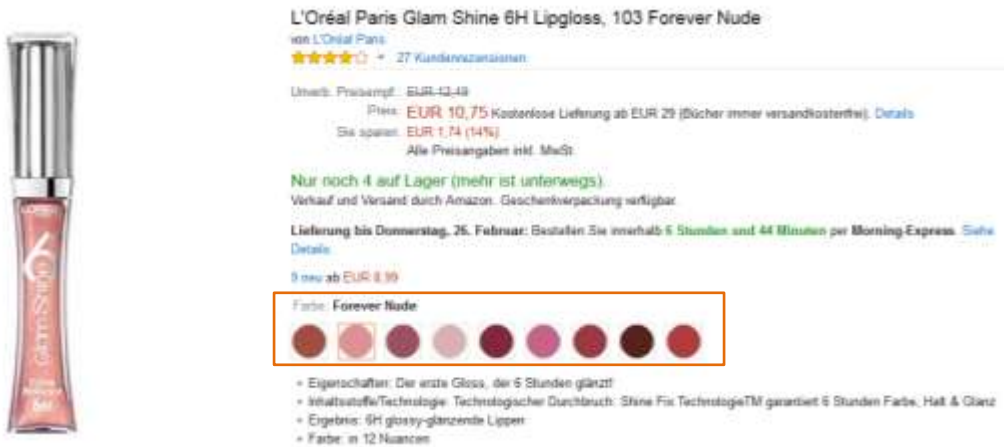 L'Oréal Paris Glam Shine 6H Lipgloss, 103 Forever Nude
von L'Oréal Paris
27 Kundenrezensionen
Unverb. Preisempf.: EUR 12,49
Preis: EUR 10,75 Kostenlose Lieferung ab EUR 29 (Bücher immer versandkostenfrei). Details
Sie sparen: EUR 1,74 (14%)
Alle Preisangaben inkl. MwSt.
Nur noch 4 auf Lager (mehr ist unterwegs).
Verkauf und Versand durch Amazon. Geschenkverpackung verfügbar.
Lieferung bis Donnerstag, 26. Februar: Bestellen Sie innerhalb 6 Stunden und 44 Minuten per Morning-Express. Siehe
Details.
9 neu ab EUR 8,99
Farbe: Forever Nude
Eigenschaften: Der erste Gloss, der 6 Stunden glänzt!
Inhaltsstoffe/Technologie: Technologischer Durchbruch: Shine Fix TechnologieTM garantiert 6 Stunden Farbe, Halt & Glanz
Ergebnis: 6H glossy-glänzende Lippen
Farbe: in 12 Nuancen
Glam Shine 6
6H